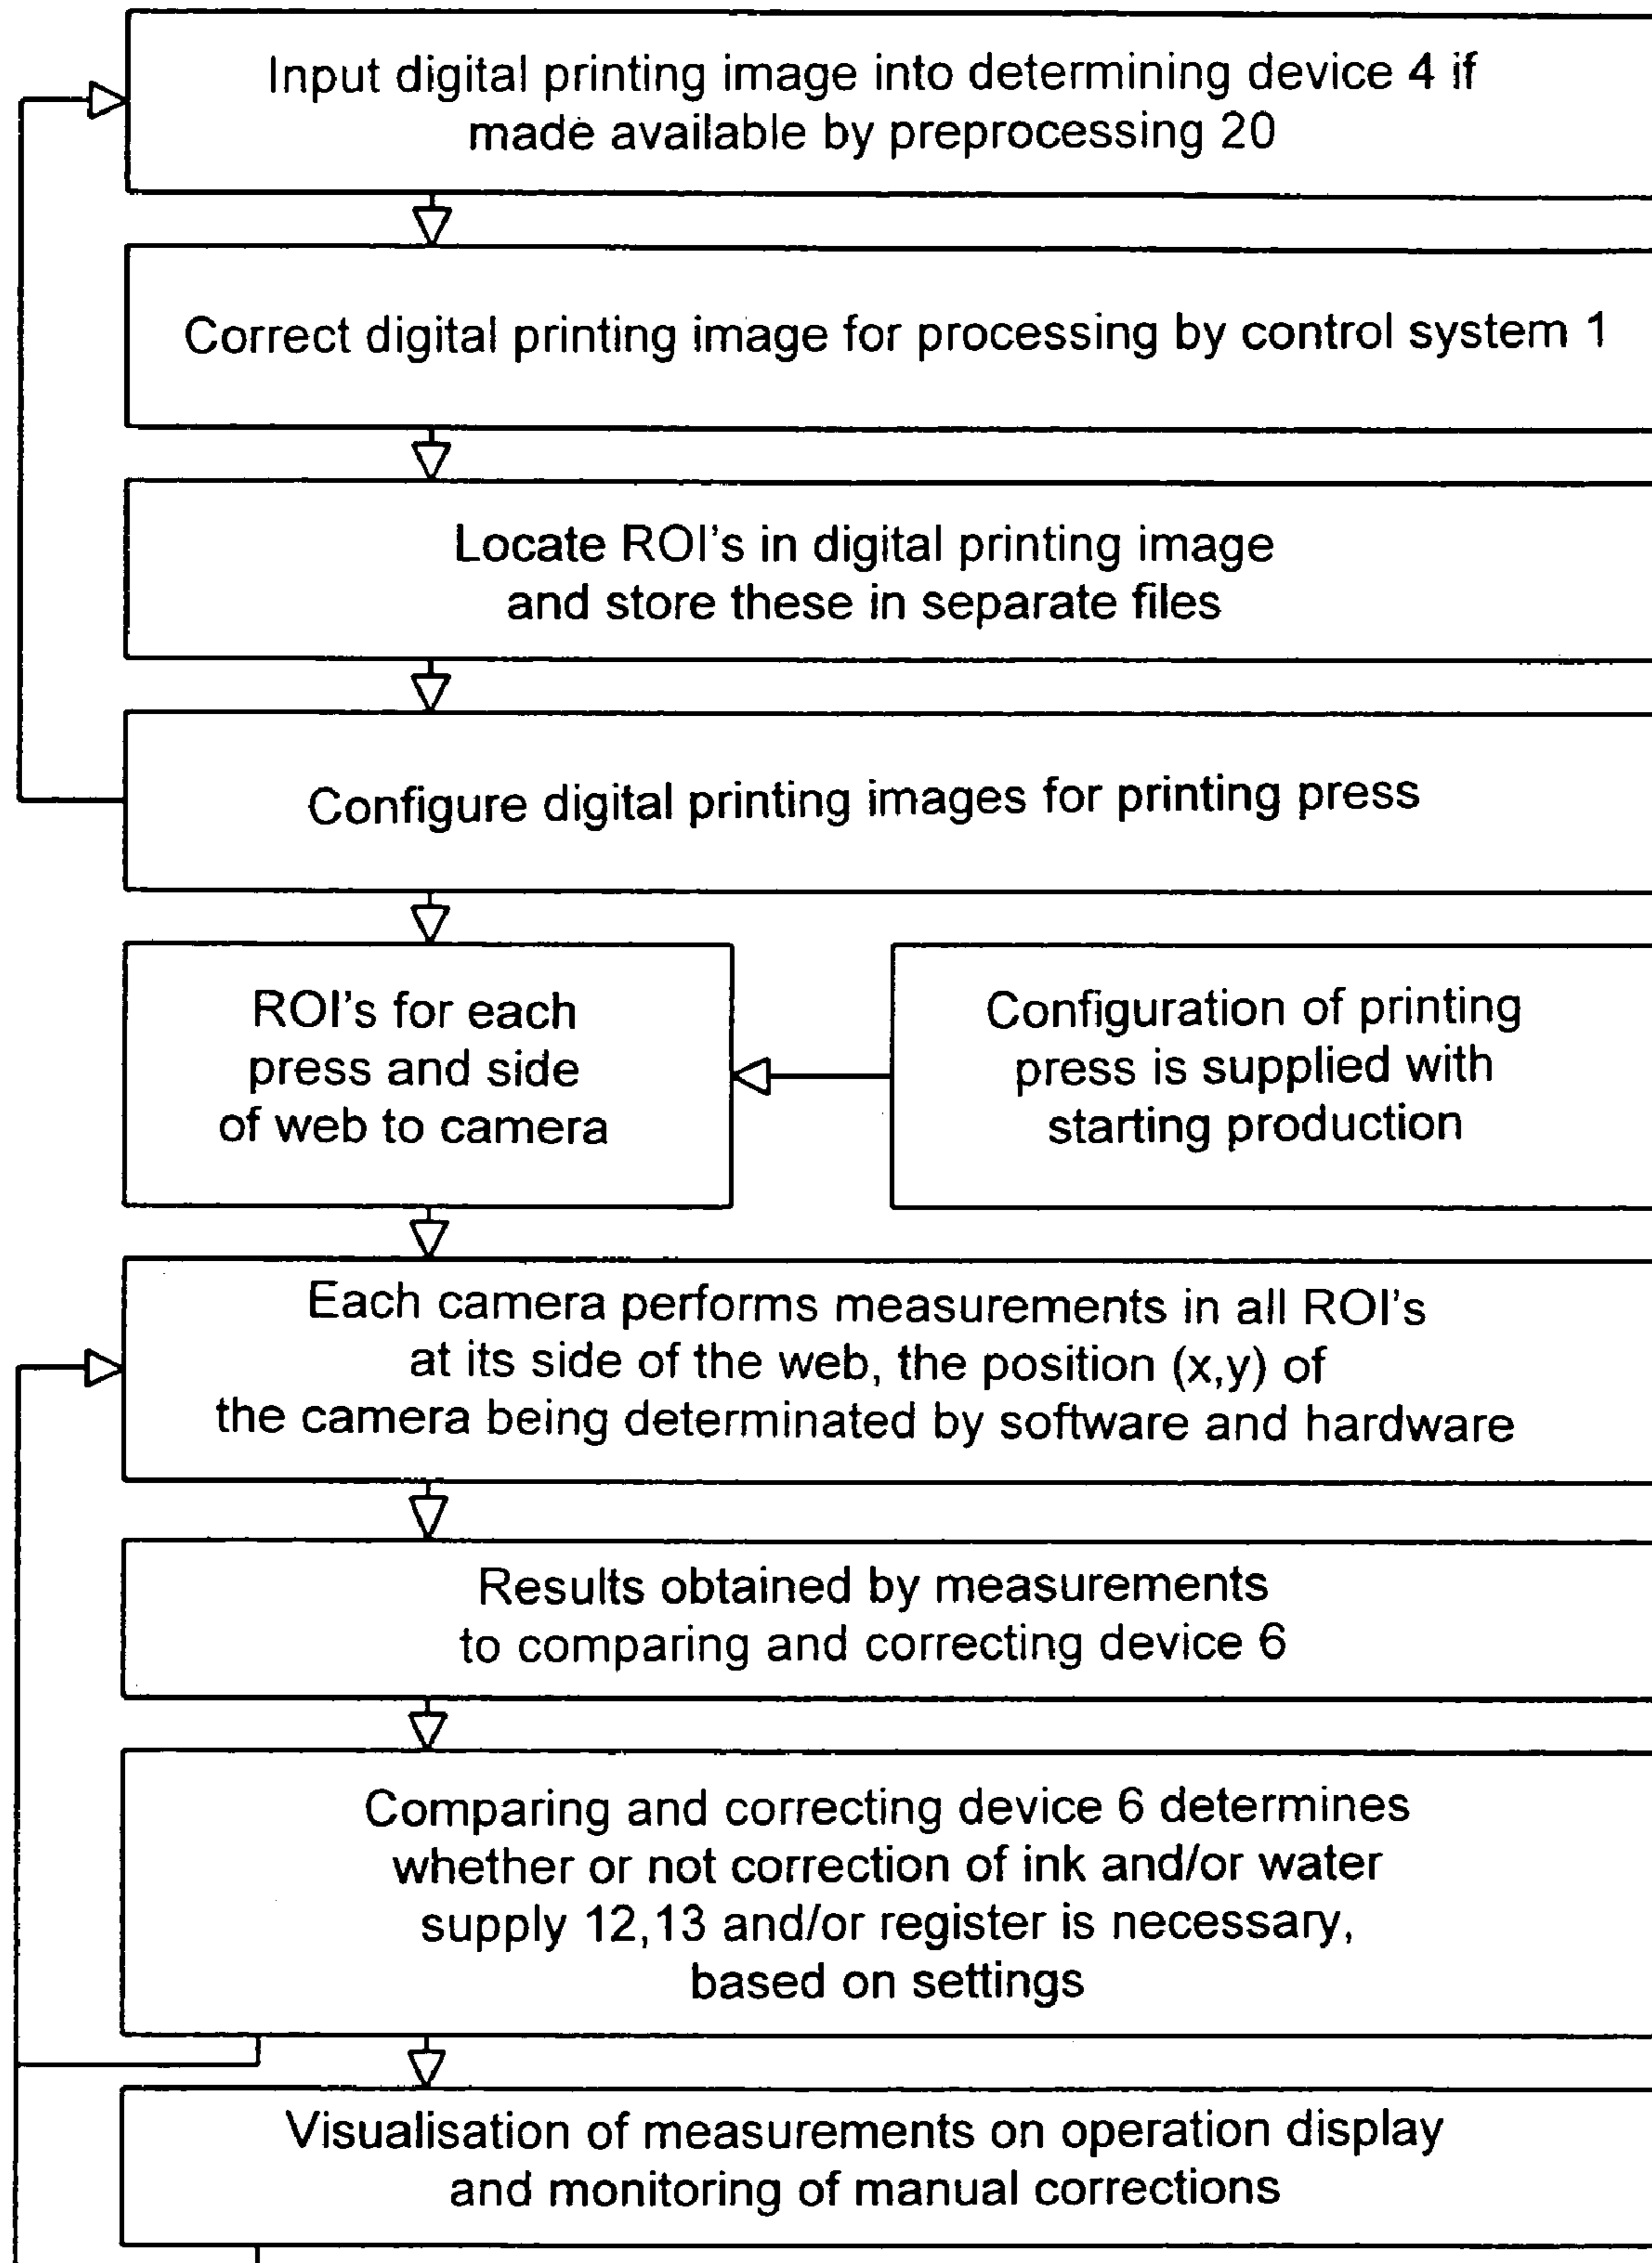 Input digital printing image into determining device 4 if
made available by preprocessing 20
Correct digital printing image for processing by control system 1
Locate ROI's in digital printing image
and store these in separate files
Configure digital printing images for printing press
ROI's for each
press and side
of web to camera
Configuration of printing
press is supplied with
starting production
Each camera performs measurements in all ROI's
at its side of the web, the position (x,y) of
the camera being determinated by software and hardware
Results obtained by measurements
to comparing and correcting device 6
Comparing and correcting device 6 determines
whether or not correction of ink and/or water
supply 12,13 and/or register is necessary,
based on settings
Visualisation of measurements on operation display
and monitoring of manual corrections